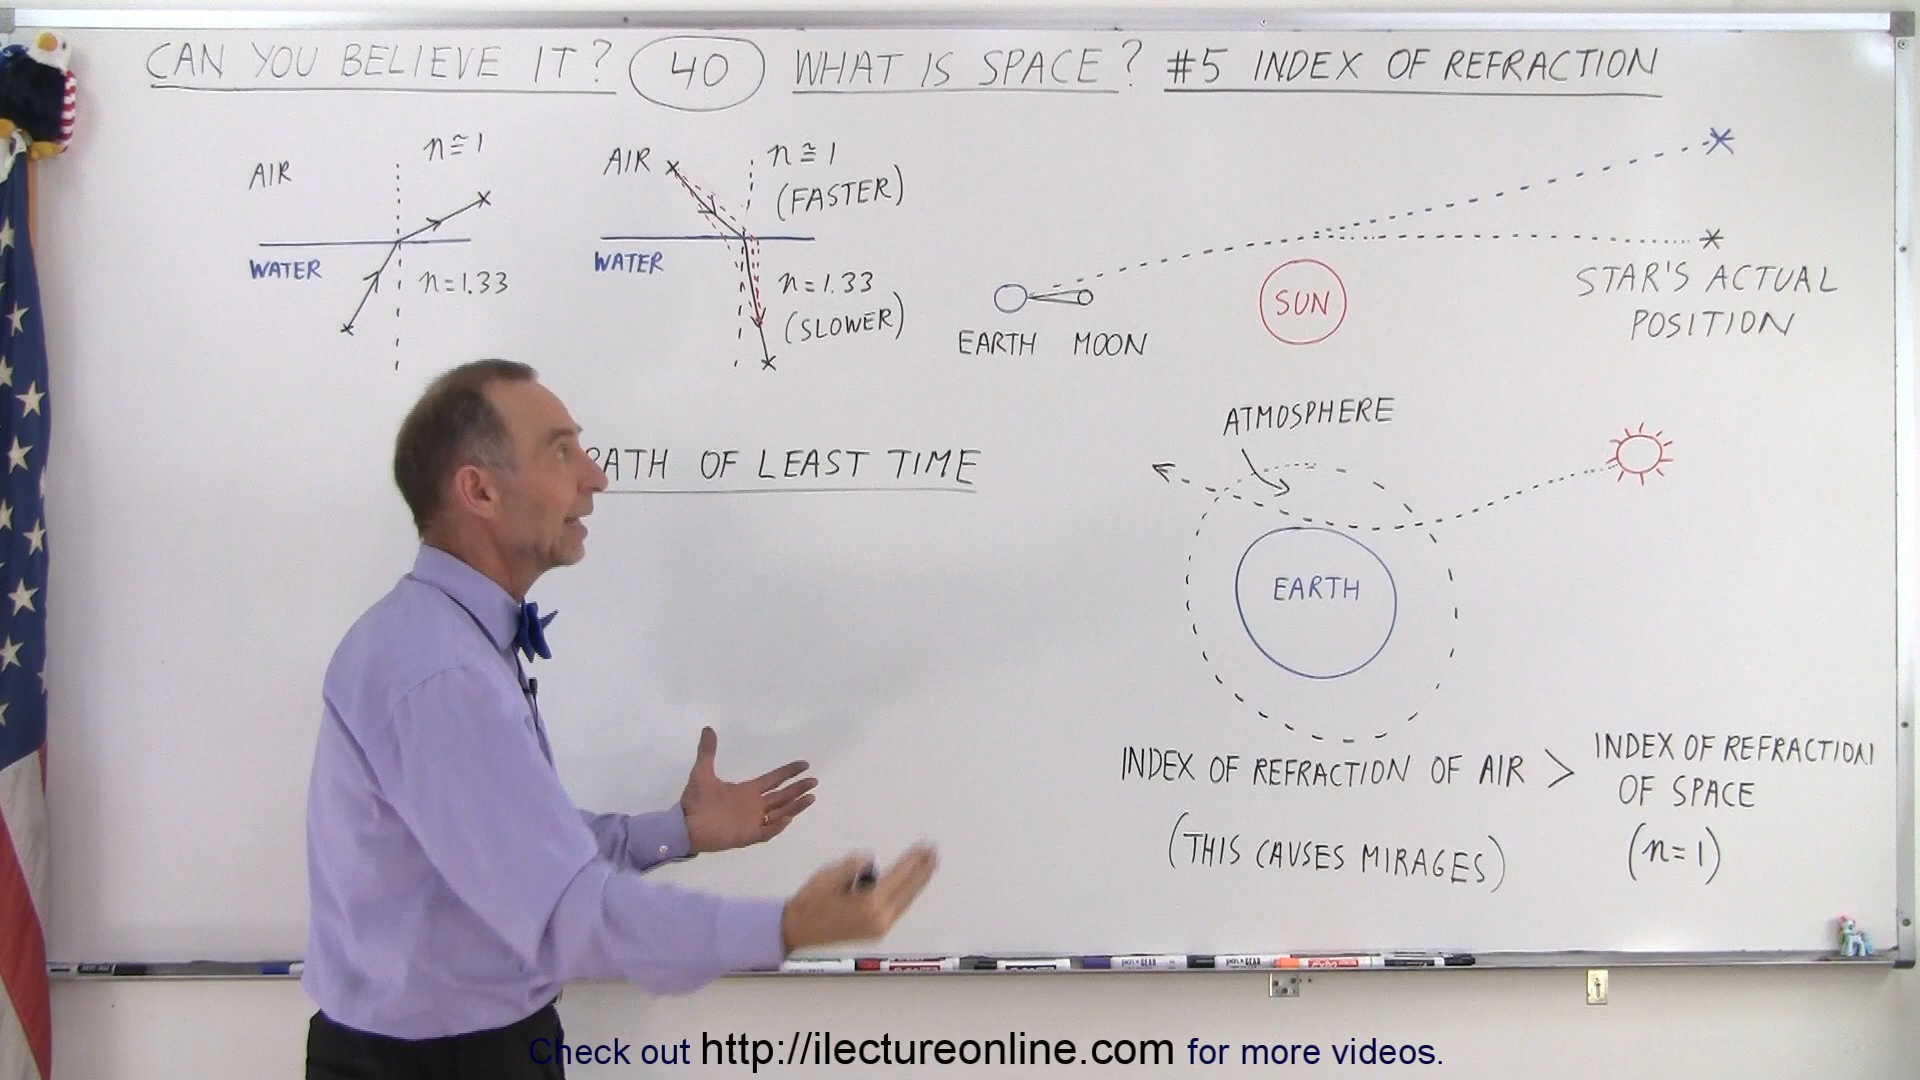 CAN YOU BELIEVE IT? 40 WHAT IS SPACE? #5 INDEX OF REFRACTION
AIR
n≅1
WATER
n=1.33
AIR
n≅1
(FASTER)
WATER
n=1.33
(SLOWER)
EARTH MOON
SUN
STAR'S ACTUAL
POSITION
PATH OF LEAST TIME
ATMOSPHERE
EARTH
INDEX OF REFRACTION OF AIR >
INDEX OF REFRACTION
OF SPACE
(THIS CAUSES MIRAGES)
(n=1)
Check out http://ilectureonline.com for more videos.